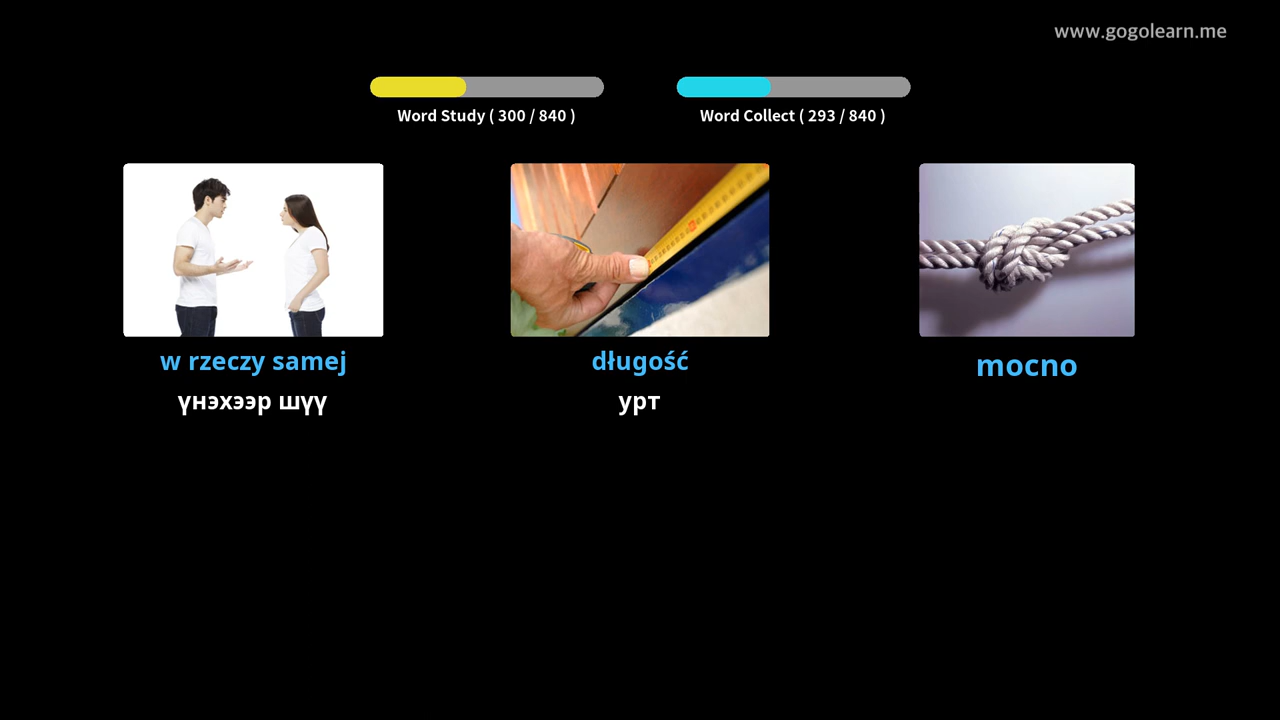 www.gogolearn.me
Word Study ( 300 / 840 )
Word Collect ( 293 / 840 )
w rzeczy samej
үнэхээр шүү
długość
урт
mocno